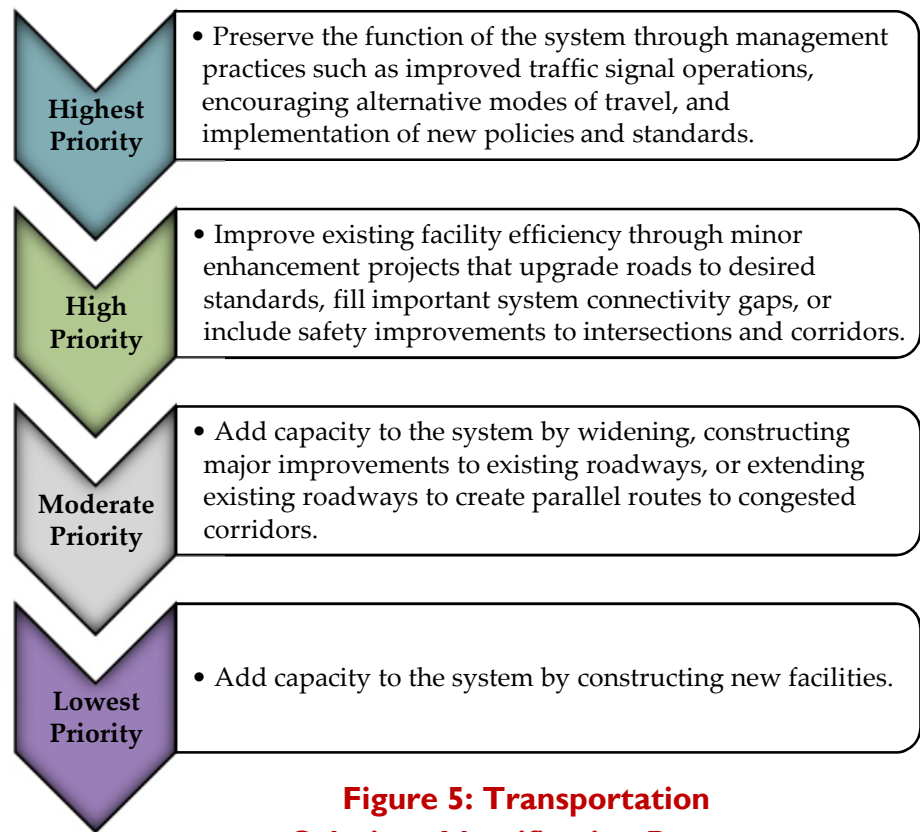 Highest
Priority
• Preserve the function of the system through management
practices such as improved traffic signal operations,
encouraging alternative modes of travel, and
implementation of new policies and standards.
High
Priority
• Improve existing facility efficiency through minor
enhancement projects that upgrade roads to desired
standards, fill important system connectivity gaps, or
include safety improvements to intersections and corridors.
Moderate
Priority
• Add capacity to the system by widening, constructing
major improvements to existing roadways, or extending
existing roadways to create parallel routes to congested
corridors.
Lowest
Priority
• Add capacity to the system by constructing new facilities.
Figure 5: Transportation